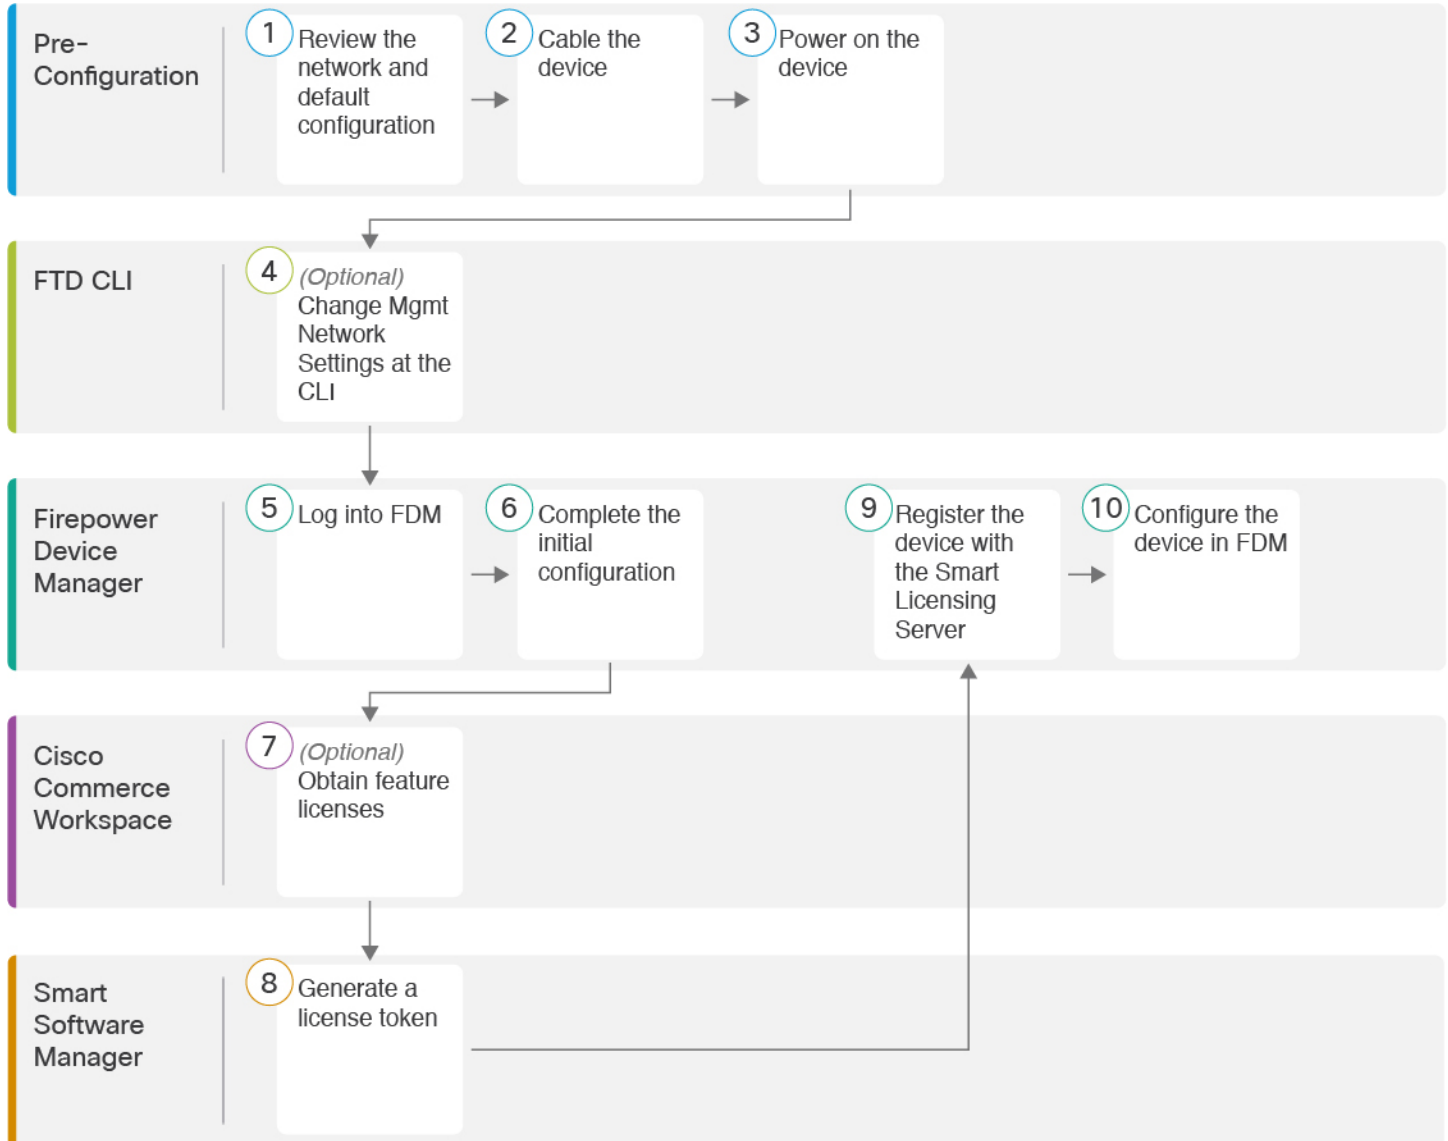 Pre-
Configuration
1
Review the
network and
default
configuration
2
Cable the
device
3
Power on the
device
FTD CLI
4
(Optional)
Change Mgmt
Network
Settings at the
CLI
Firepower
Device
Manager
5
Log into FDM
6
Complete the
initial
configuration
9
Register the
device with
the Smart
Licensing
Server
10
Configure the
device in FDM
Cisco
Commerce
Workspace
7
(Optional)
Obtain feature
licenses
Smart
Software
Manager
8
Generate a
license token